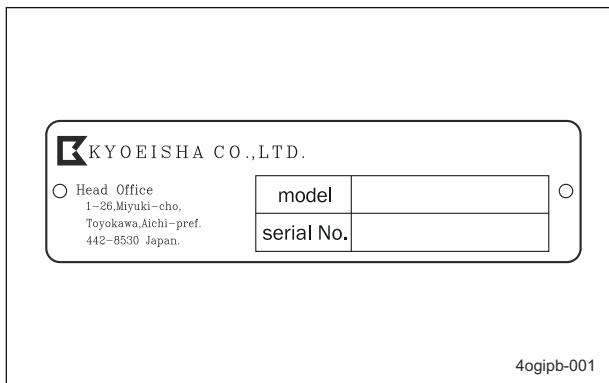 KYOEISHA CO.,LTD.
Head Office
1-26,Miyuki-cho,
Toyokawa,Aichi-pref.
442-8530 Japan.
model
serial No.
4ogipb-001